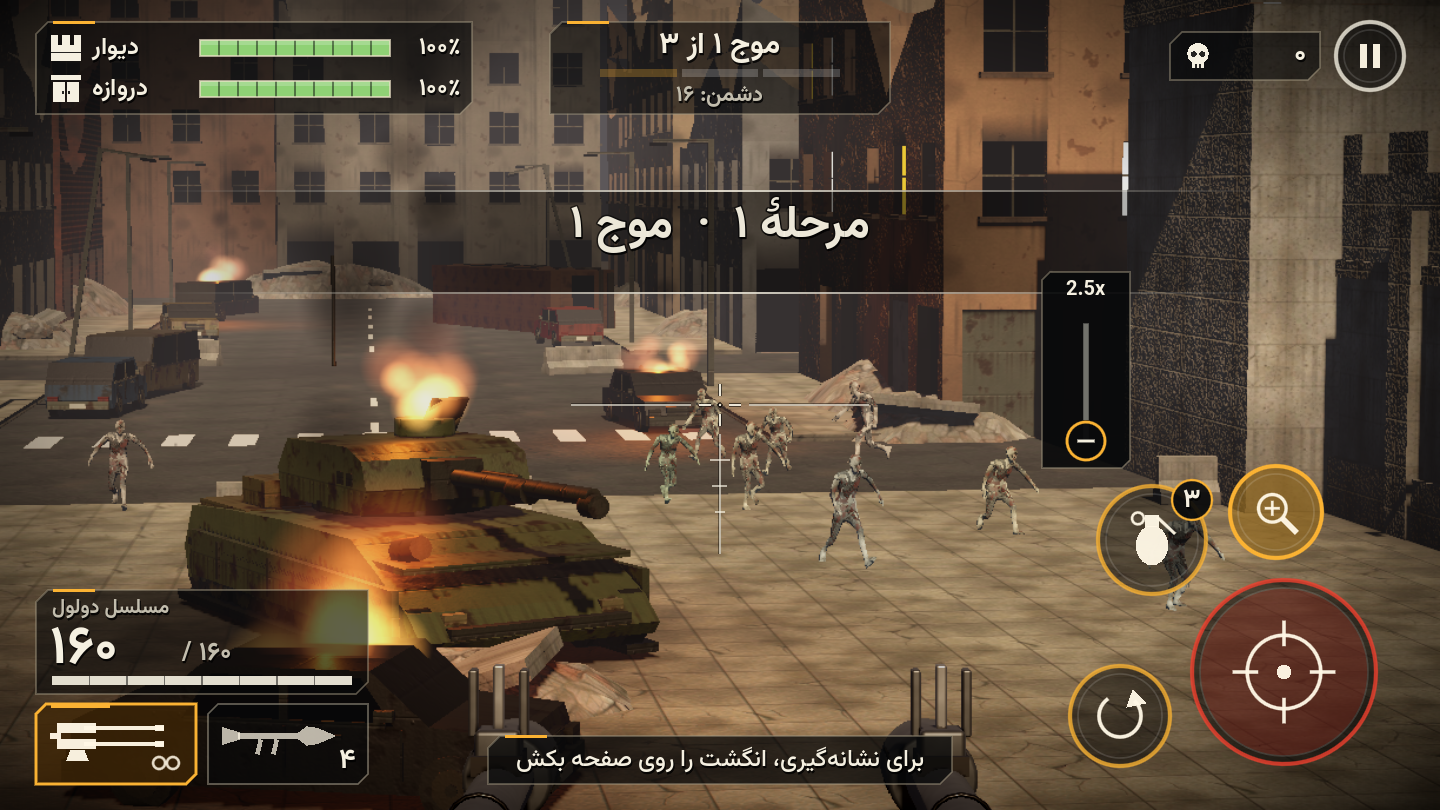 دیوار ۱۰۰٪
دروازه ۱۰۰٪
موج ۱ از ۳
دشمن: ۱۶
۰
مرحلهٔ ۱ · موج ۱
2.5x
۳
مسلسل دولول
۱۶۰ / ۱۶۰
∞
۴
برای نشانه‌گیری، انگشت را روی صفحه بکش